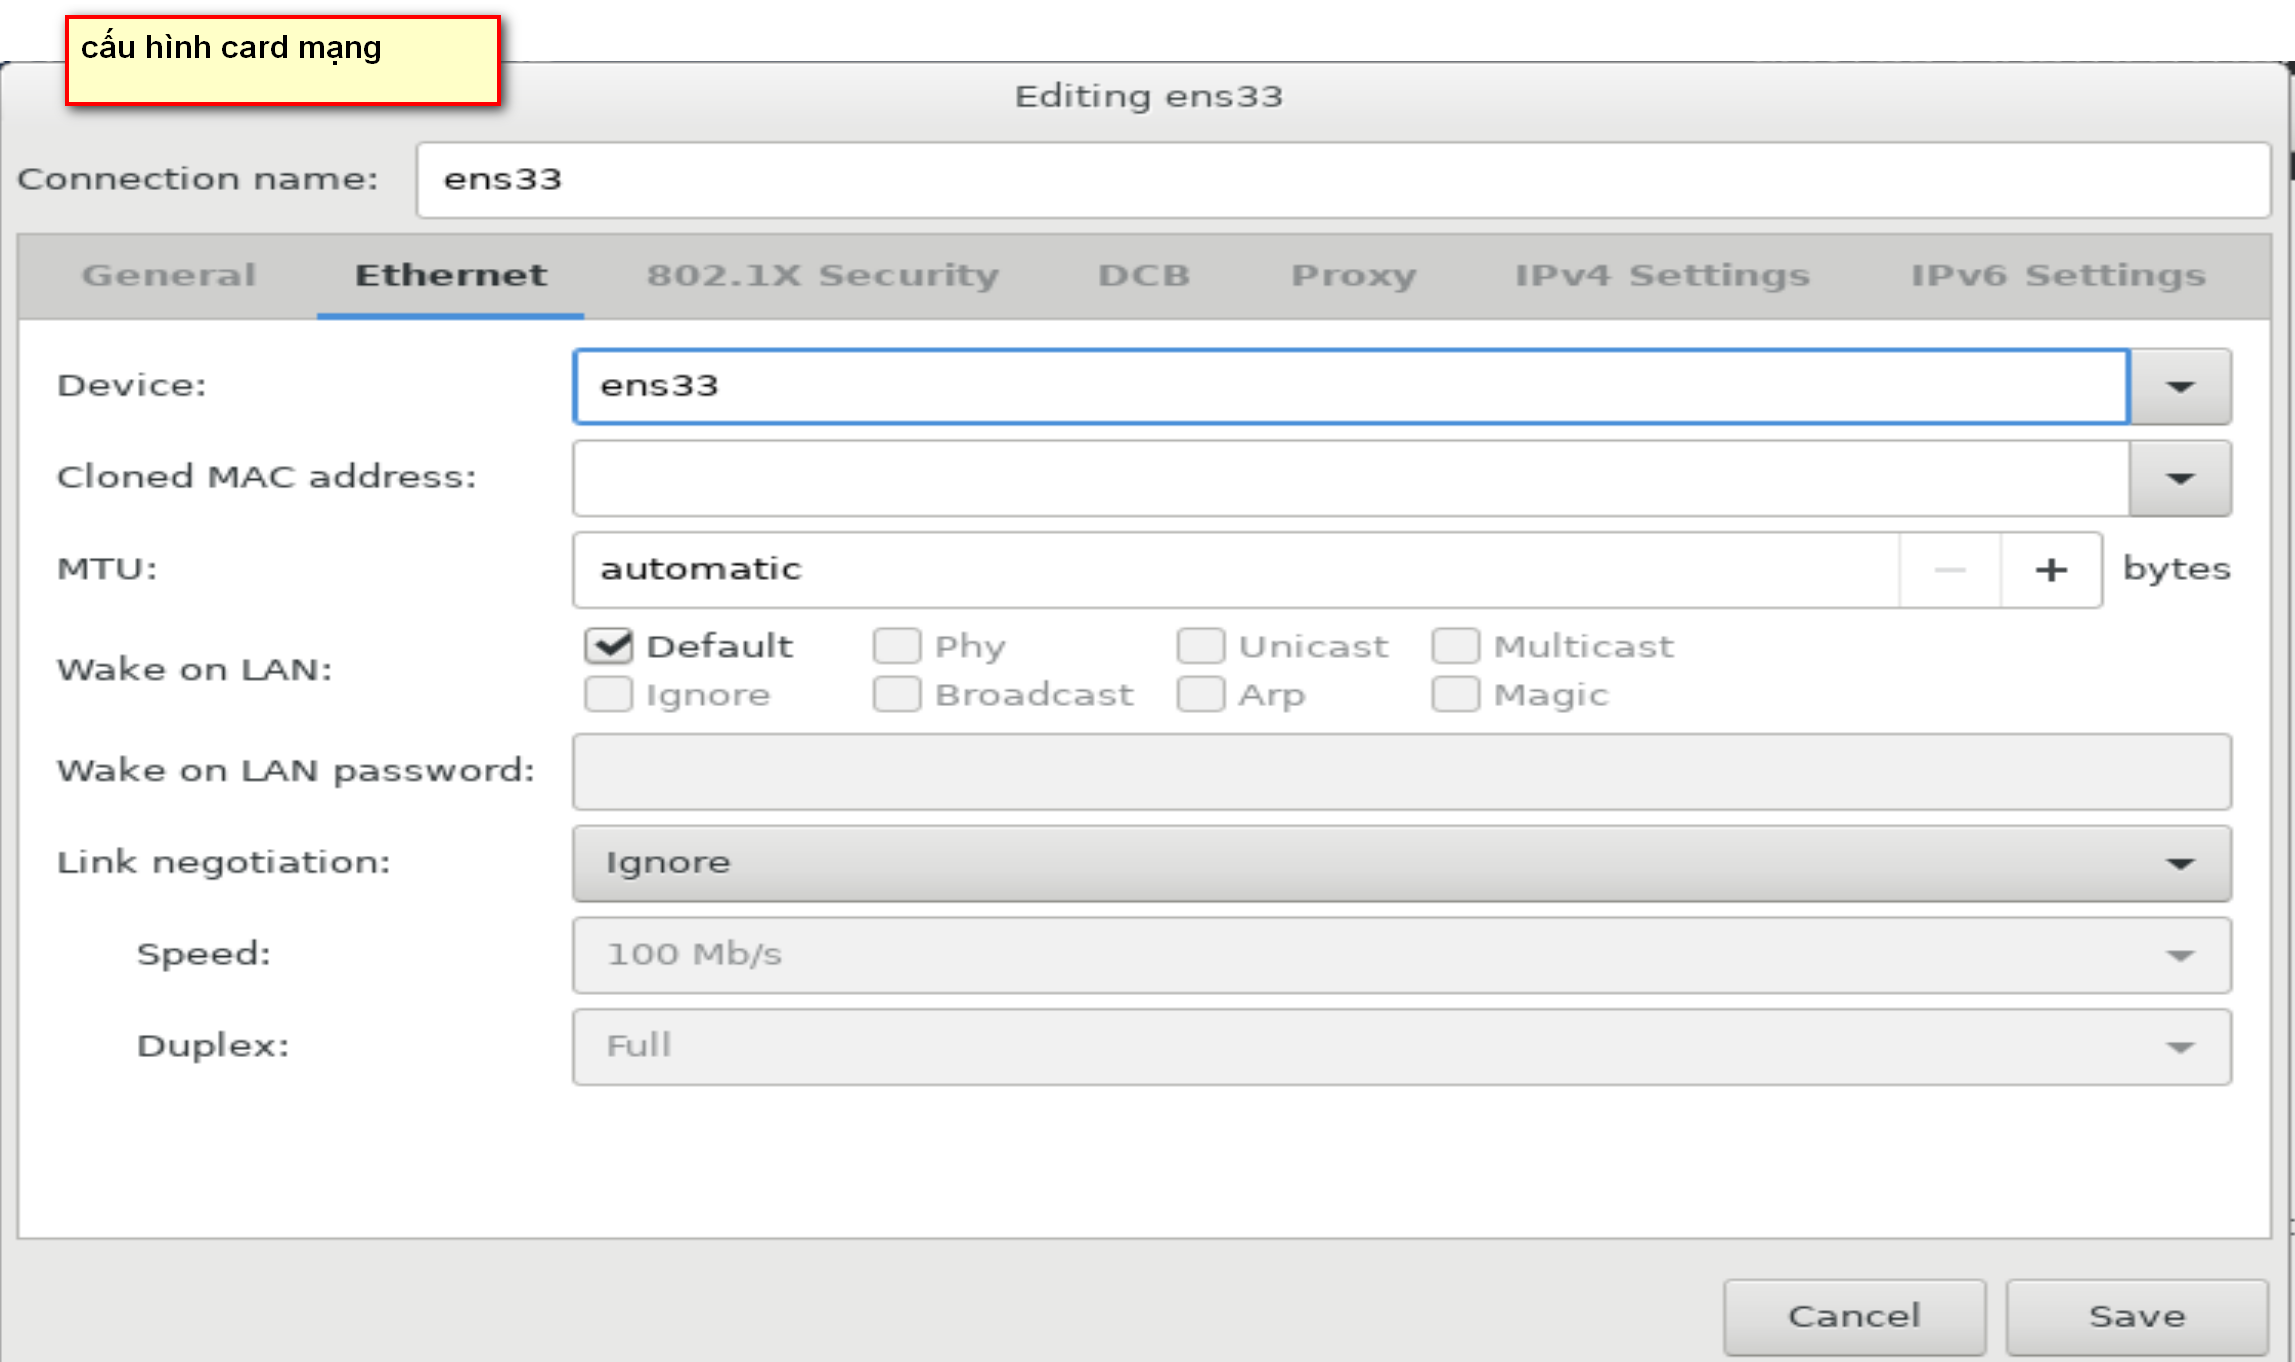 cấu hình card mạng
Editing ens33
Connection name: ens33
General Ethernet 802.1X Security DCB Proxy IPv4 Settings IPv6 Settings
Device: ens33
Cloned MAC address:
MTU: automatic − + bytes
Wake on LAN: Default Phy Unicast Multicast
Ignore Broadcast Arp Magic
Wake on LAN password:
Link negotiation: Ignore
Speed: 100 Mb/s
Duplex: Full
Cancel Save